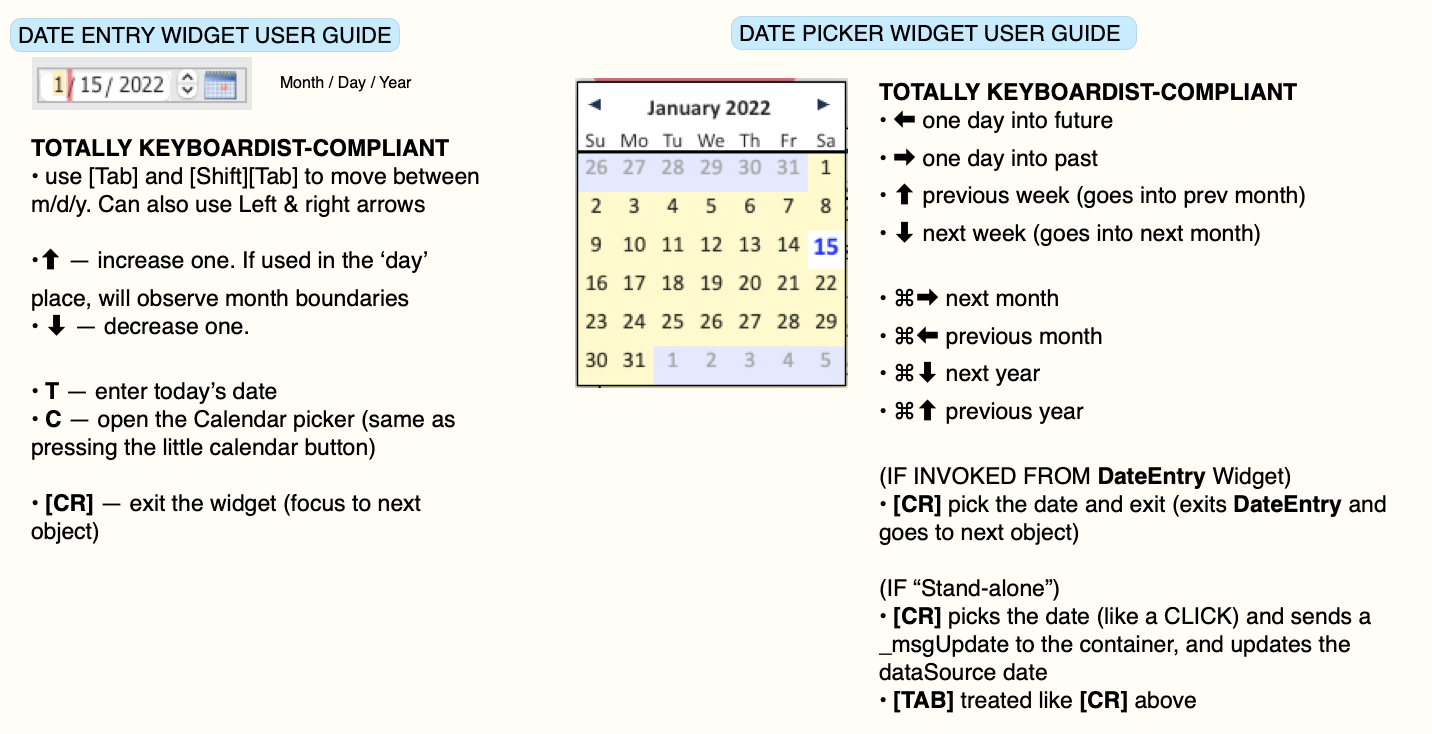 DATE ENTRY WIDGET USER GUIDE
1/ 15/ 2022
Month / Day / Year
TOTALLY KEYBOARDIST-COMPLIANT
• use [Tab] and [Shift][Tab] to move between
m/d/y. Can also use Left & right arrows
•⬆ — increase one. If used in the ‘day’
place, will observe month boundaries
• ⬇ — decrease one.
• T — enter today’s date
• C — open the Calendar picker (same as
pressing the little calendar button)
• [CR] — exit the widget (focus to next
object)
DATE PICKER WIDGET USER GUIDE
◀ January 2022 ▶
Su Mo Tu We Th Fr Sa
26 27 28 29 30 31 1
2 3 4 5 6 7 8
9 10 11 12 13 14 15
16 17 18 19 20 21 22
23 24 25 26 27 28 29
30 31 1 2 3 4 5
TOTALLY KEYBOARDIST-COMPLIANT
• ⬅ one day into future
• ➡ one day into past
• ⬆ previous week (goes into prev month)
• ⬇ next week (goes into next month)
• ⌘➡ next month
• ⌘⬅ previous month
• ⌘⬇ next year
• ⌘⬆ previous year
(IF INVOKED FROM DateEntry Widget)
• [CR] pick the date and exit (exits DateEntry and
goes to next object)
(IF “Stand-alone”)
• [CR] picks the date (like a CLICK) and sends a
_msgUpdate to the container, and updates the
dataSource date
• [TAB] treated like [CR] above